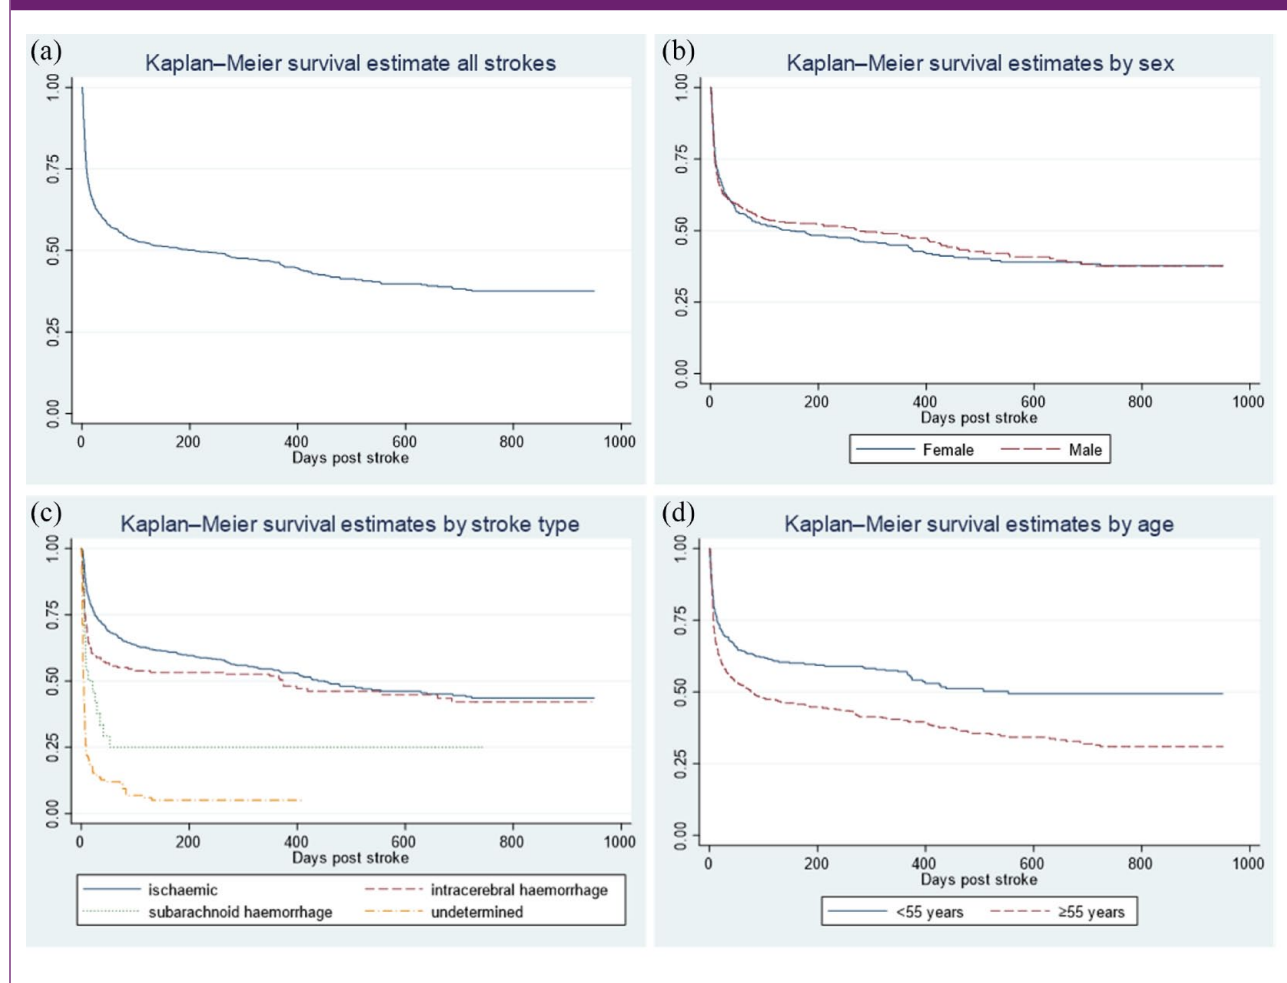 (a)
Kaplan–Meier survival estimate all strokes
1.00
0.75
0.50
0.25
0.00
0 200 400 600 800 1000
Days post stroke
(b)
Kaplan–Meier survival estimates by sex
1.00
0.75
0.50
0.25
0.00
0 200 400 600 800 1000
Days post stroke
Female Male
(c)
Kaplan–Meier survival estimates by stroke type
1.00
0.75
0.50
0.25
0.00
0 200 400 600 800 1000
Days post stroke
ischaemic intracerebral haemorrhage
subarachnoid haemorrhage undetermined
(d)
Kaplan–Meier survival estimates by age
1.00
0.75
0.50
0.25
0.00
0 200 400 600 800 1000
Days post stroke
<55 years ≥55 years